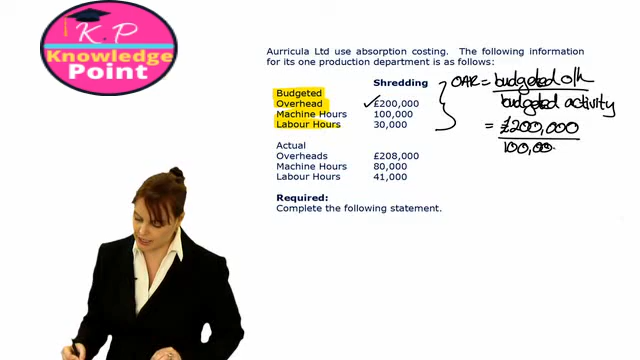 K.P
Knowledge
Point
Aurricula Ltd use absorption costing. The following information
for its one production department is as follows:
Shredding
Budgeted
Overhead £200,000
Machine Hours 100,000
Labour Hours 30,000
OAR = budgeted o/h
budgeted activity
= £200,000
100,00
Actual
Overheads £208,000
Machine Hours 80,000
Labour Hours 41,000
Required:
Complete the following statement.